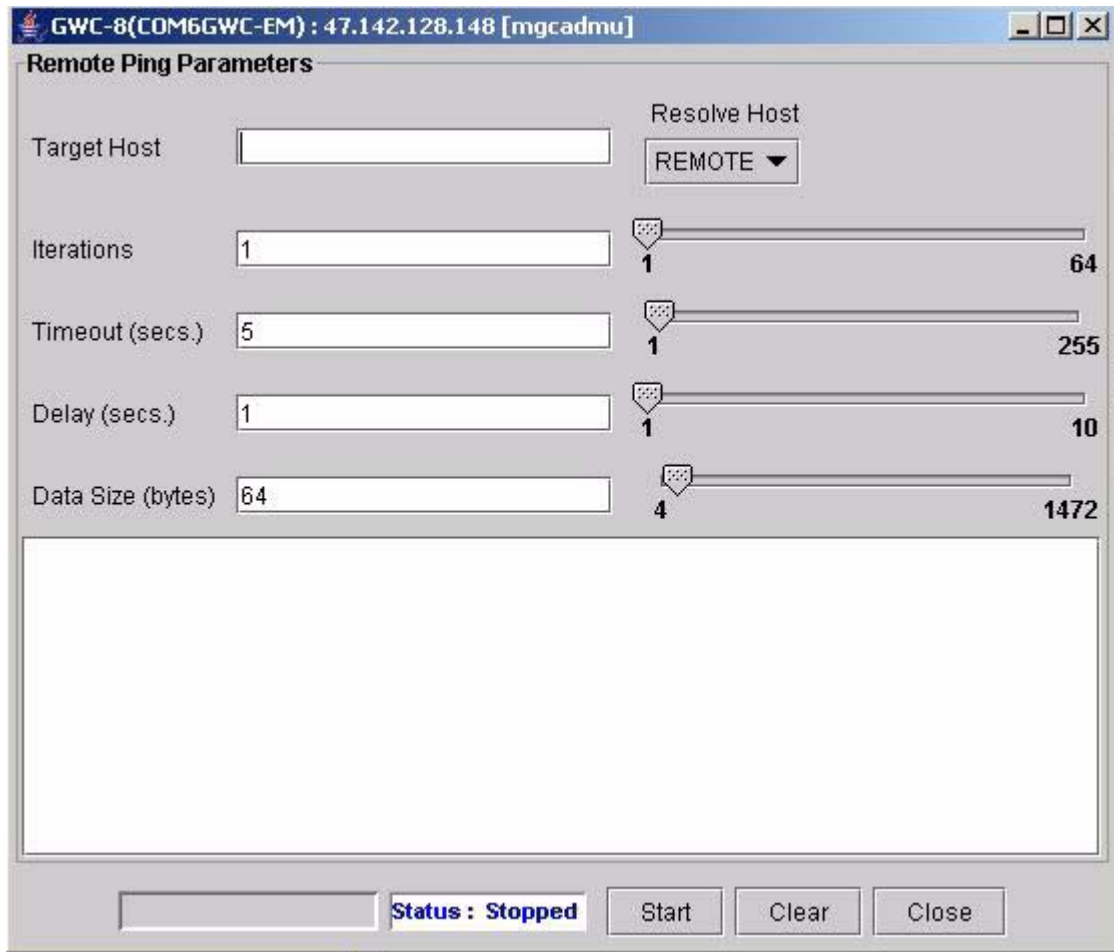 GWC-8(COM6GWC-EM) : 47.142.128.148 [mgcadmu]
Remote Ping Parameters
Resolve Host
Target Host
REMOTE
Iterations 1
1 64
Timeout (secs.) 5
1 255
Delay (secs.) 1
1 10
Data Size (bytes) 64
4 1472
Status : Stopped Start Clear Close